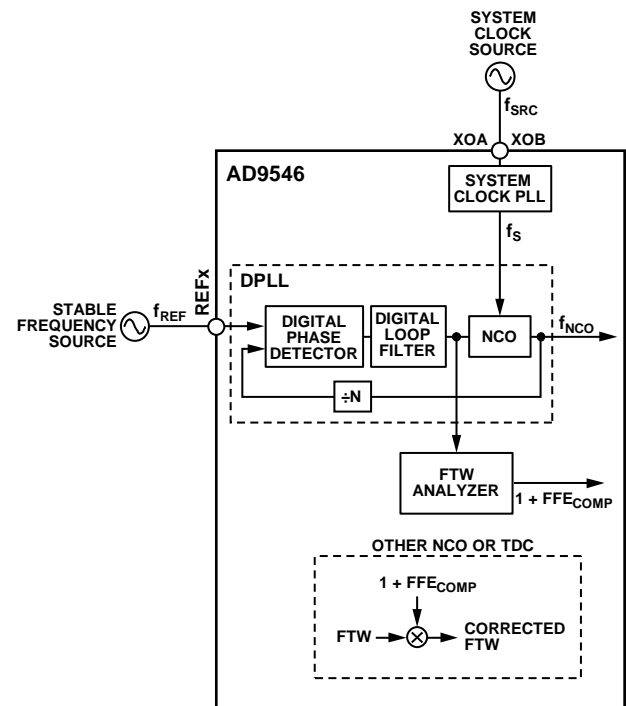 SYSTEM
CLOCK
SOURCE
fSRC
XOA
XOB
AD9546
SYSTEM
CLOCK PLL
fS
DPLL
REFx
STABLE
FREQUENCY
SOURCE
fREF
DIGITAL
PHASE
DETECTOR
DIGITAL
LOOP
FILTER
NCO
fNCO
÷N
FTW
ANALYZER
1 + FFECOMP
OTHER NCO OR TDC
1 + FFECOMP
FTW
CORRECTED
FTW